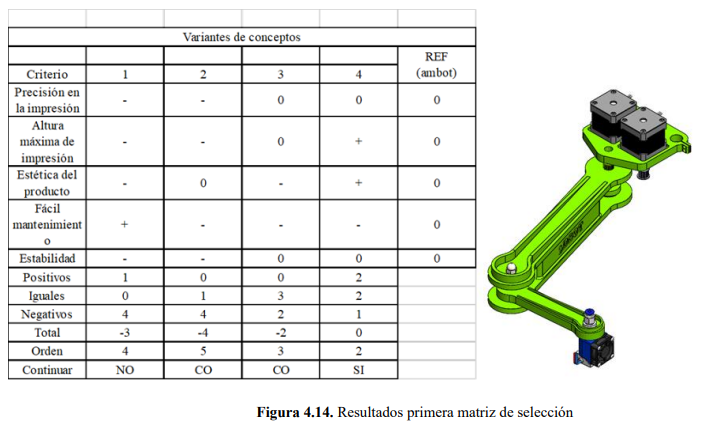 Variantes de conceptos
Criterio 1 2 3 4 REF (ambot)
Precisión en la impresión - - 0 0 0
Altura máxima de impresión - - 0 + 0
Estética del producto - 0 - + 0
Fácil mantenimiento + - - - 0
Estabilidad - - 0 0 0
Positivos 1 0 0 2
Iguales 0 1 3 2
Negativos 4 4 2 1
Total -3 -4 -2 0
Orden 4 5 3 2
Continuar NO CO CO SI
Figura 4.14. Resultados primera matriz de selección